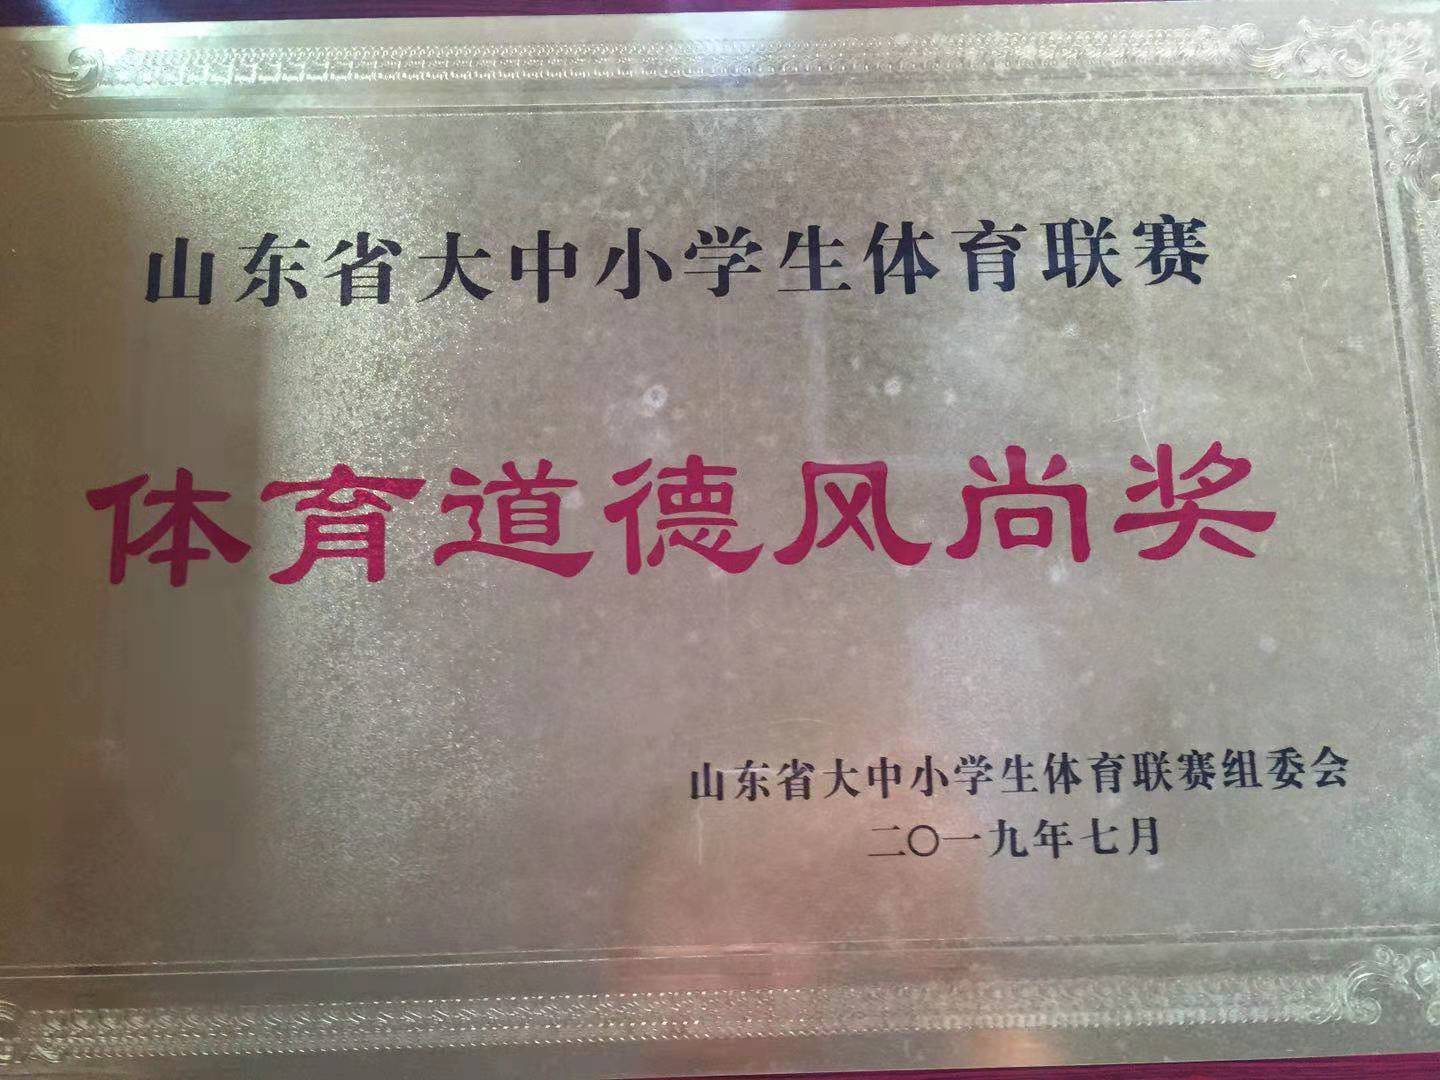 山东省大中小学生体育联赛
体育道德风尚奖
山东省大中小学生体育联赛组委会
二〇一九年七月